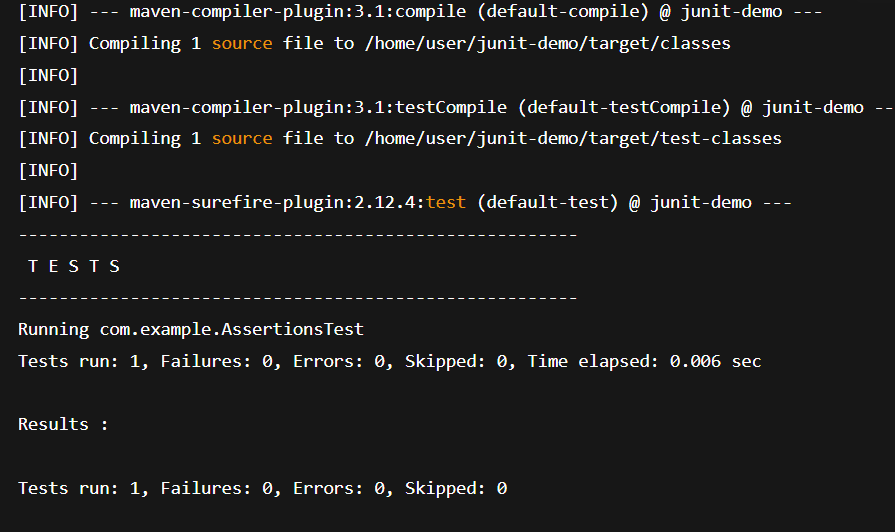 [INFO] --- maven-compiler-plugin:3.1:compile (default-compile) @ junit-demo ---
[INFO] Compiling 1 source file to /home/user/junit-demo/target/classes
[INFO]
[INFO] --- maven-compiler-plugin:3.1:testCompile (default-testCompile) @ junit-demo --
[INFO] Compiling 1 source file to /home/user/junit-demo/target/test-classes
[INFO]
[INFO] --- maven-surefire-plugin:2.12.4:test (default-test) @ junit-demo ---
-------------------------------------------------------
 T E S T S
-------------------------------------------------------
Running com.example.AssertionsTest
Tests run: 1, Failures: 0, Errors: 0, Skipped: 0, Time elapsed: 0.006 sec
Results :
Tests run: 1, Failures: 0, Errors: 0, Skipped: 0